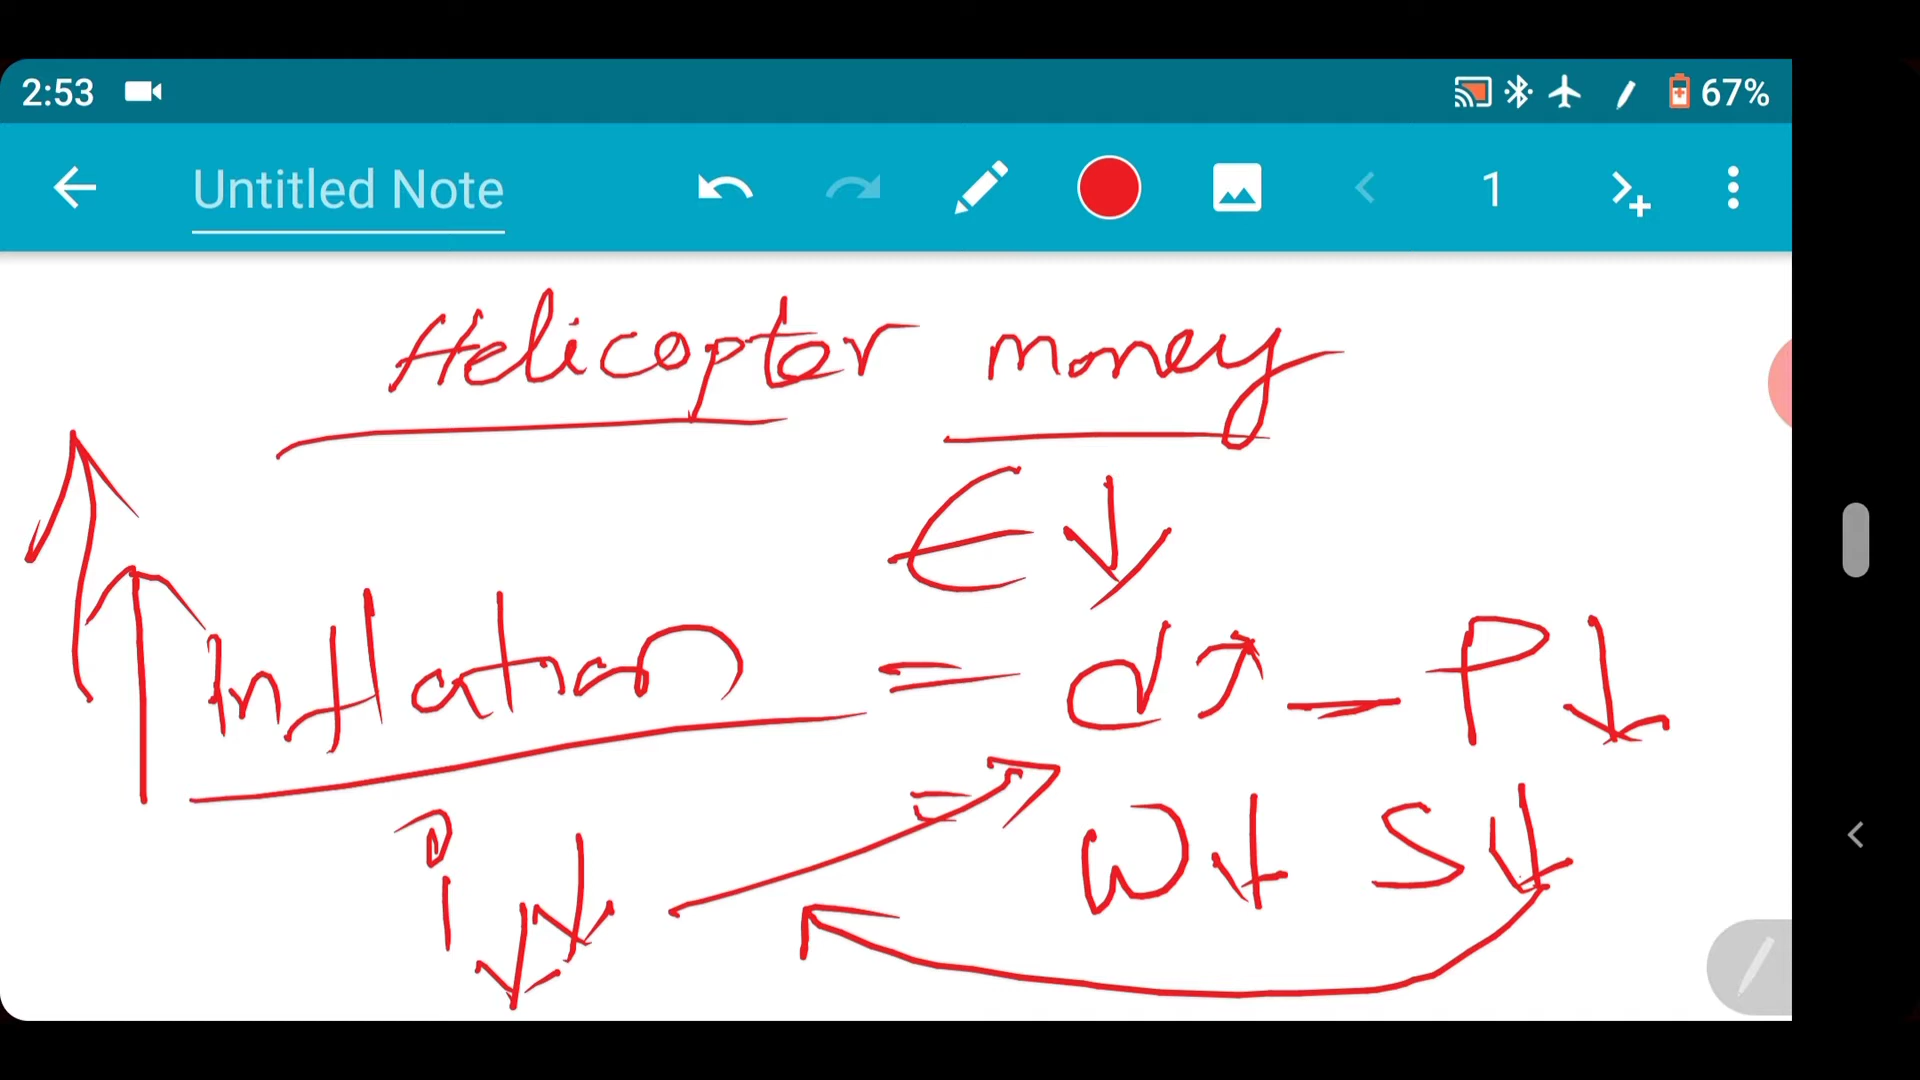 2:53 67%
Untitled Note 1
Helicopter money
E ↓
↑ ↑ Inflation = d ↗ – P ↓
= W ↓ S ↓
i ↓ ↓